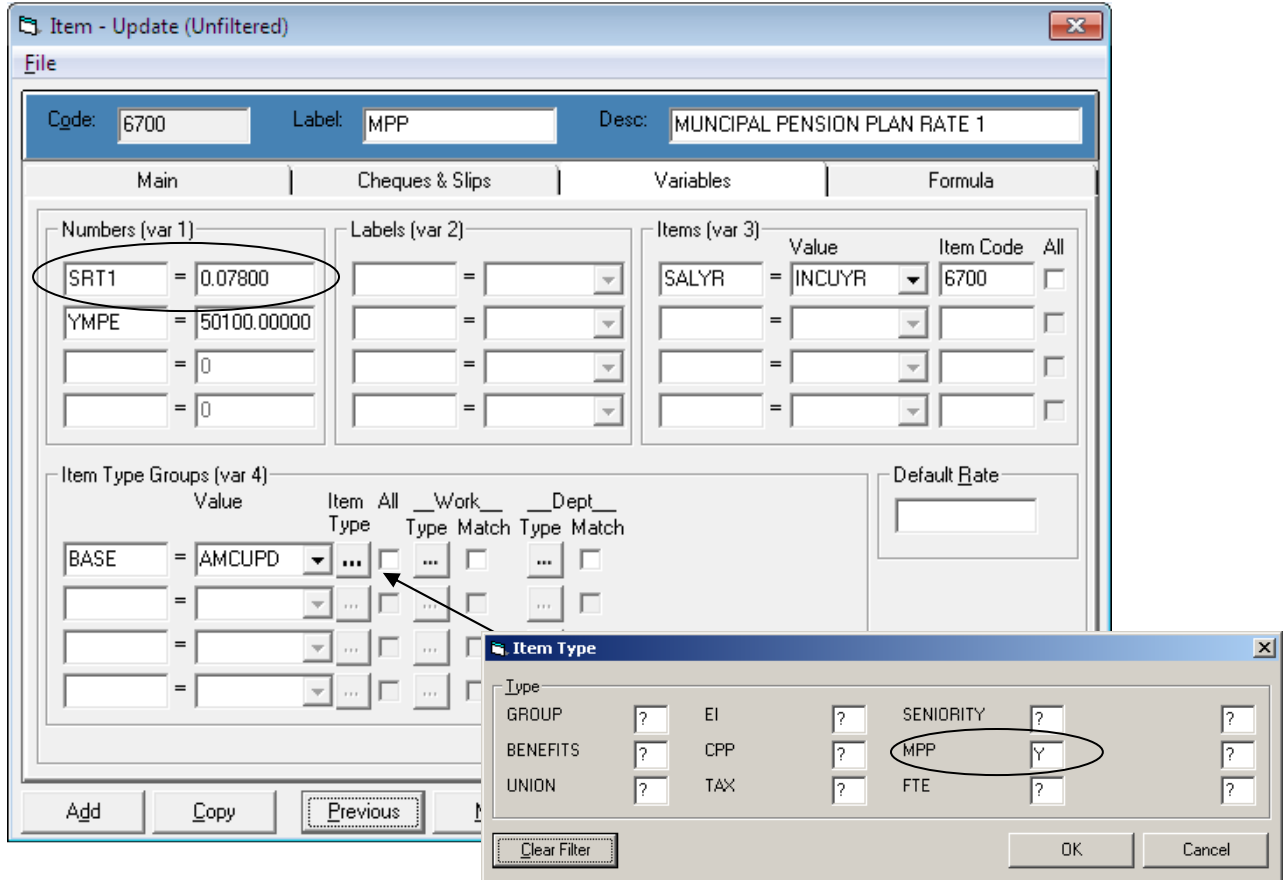 Item - Update (Unfiltered)
File
Code: 6700 Label: MPP Desc: MUNCIPAL PENSION PLAN RATE 1
Main Cheques & Slips Variables Formula
Numbers (var 1) Labels (var 2) Items (var 3)
Value Item Code All
SRT1 = 0.07800 = SALYR = INCUYR 6700
YMPE = 50100.00000 = =
= 0 = =
= 0 = =
Item Type Groups (var 4) Default Rate
Value Item All __Work__ __Dept__
Type Type Match Type Match
BASE = AMCUPD ... ... ...
= ... ... ...
= ... ...
= ... ...
Item Type
Type
GROUP ? EI ? SENIORITY ? ?
BENEFITS ? CPP ? MPP Y ?
UNION ? TAX ? FTE ? ?
Add Copy Previous
Clear Filter OK Cancel